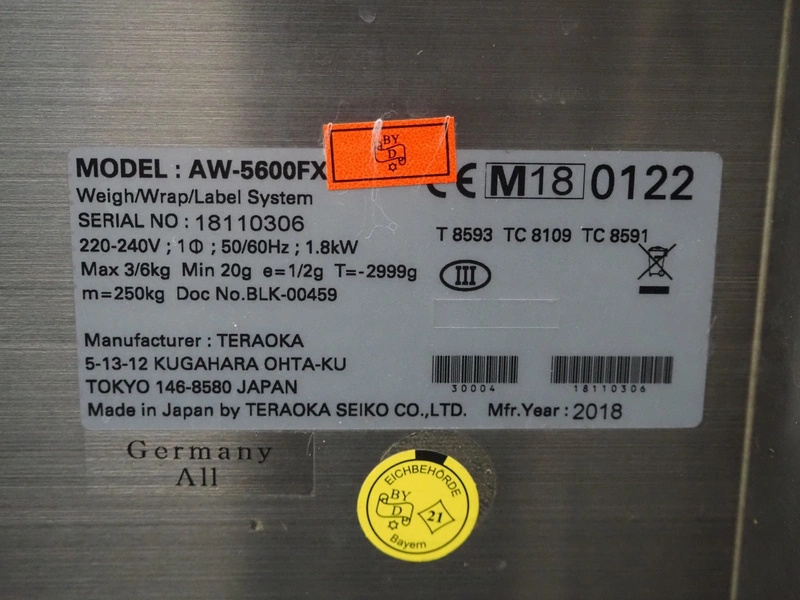 BY
D
MODEL : AW-5600FX
CE M18 0122
Weigh/Wrap/Label System
SERIAL NO : 18110306
220-240V ; 1Φ ; 50/60Hz ; 1.8kW
Max 3/6kg Min 20g e=1/2g T=-2999g
m=250kg Doc No.BLK-00459
T 8593 TC 8109 TC 8591
III
Manufacturer : TERAOKA
5-13-12 KUGAHARA OHTA-KU
TOKYO 146-8580 JAPAN
Made in Japan by TERAOKA SEIKO CO.,LTD. Mfr.Year : 2018
30004
18110306
Germany
All
EICHBEHÖRDE
BY
D
21
Bayern